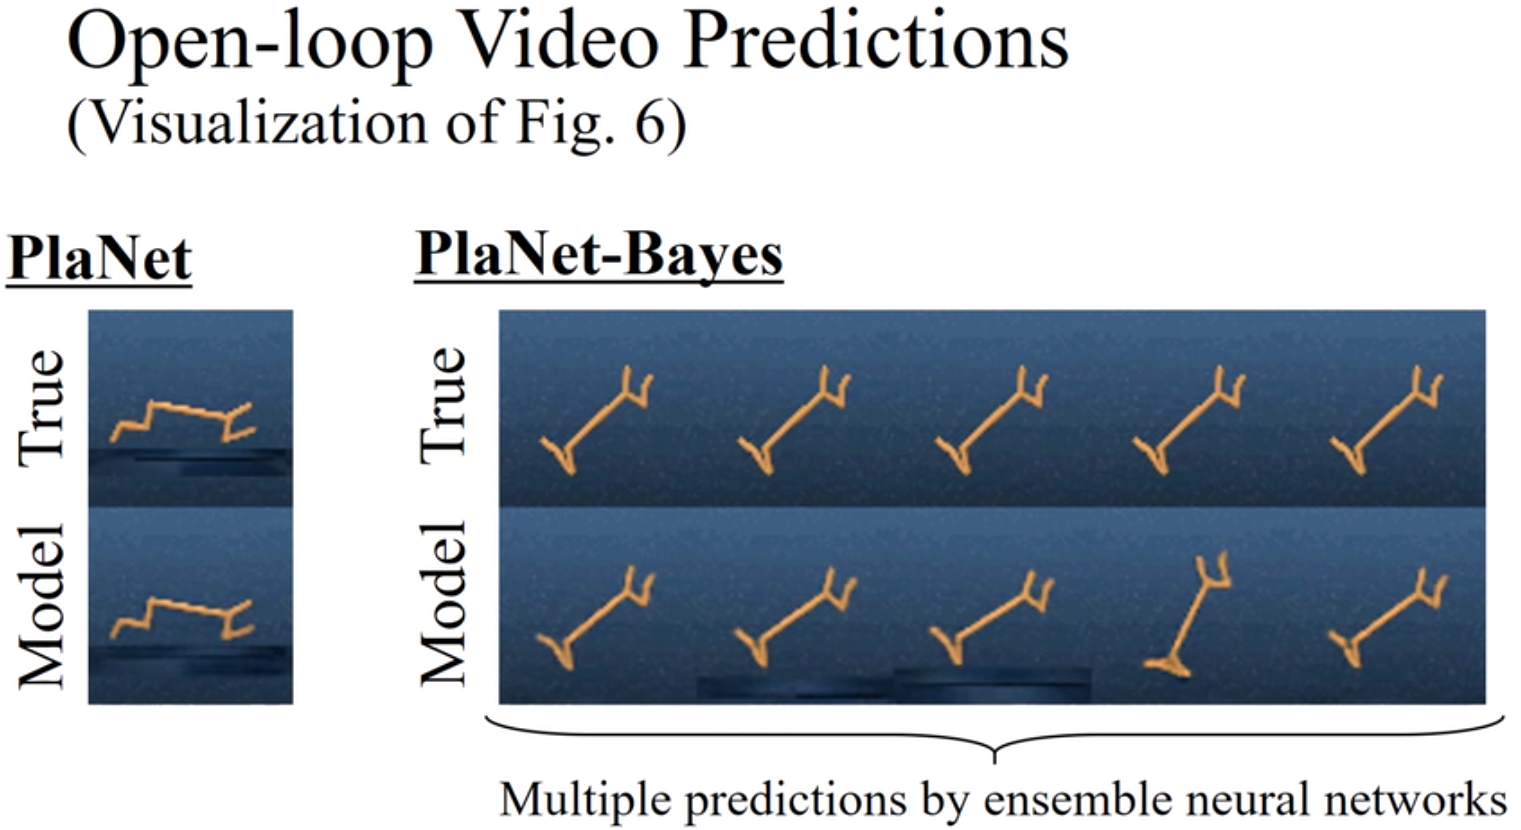 Open-loop Video Predictions
(Visualization of Fig. 6)
PlaNet
True
Model
PlaNet-Bayes
True
Model
Multiple predictions by ensemble neural networks